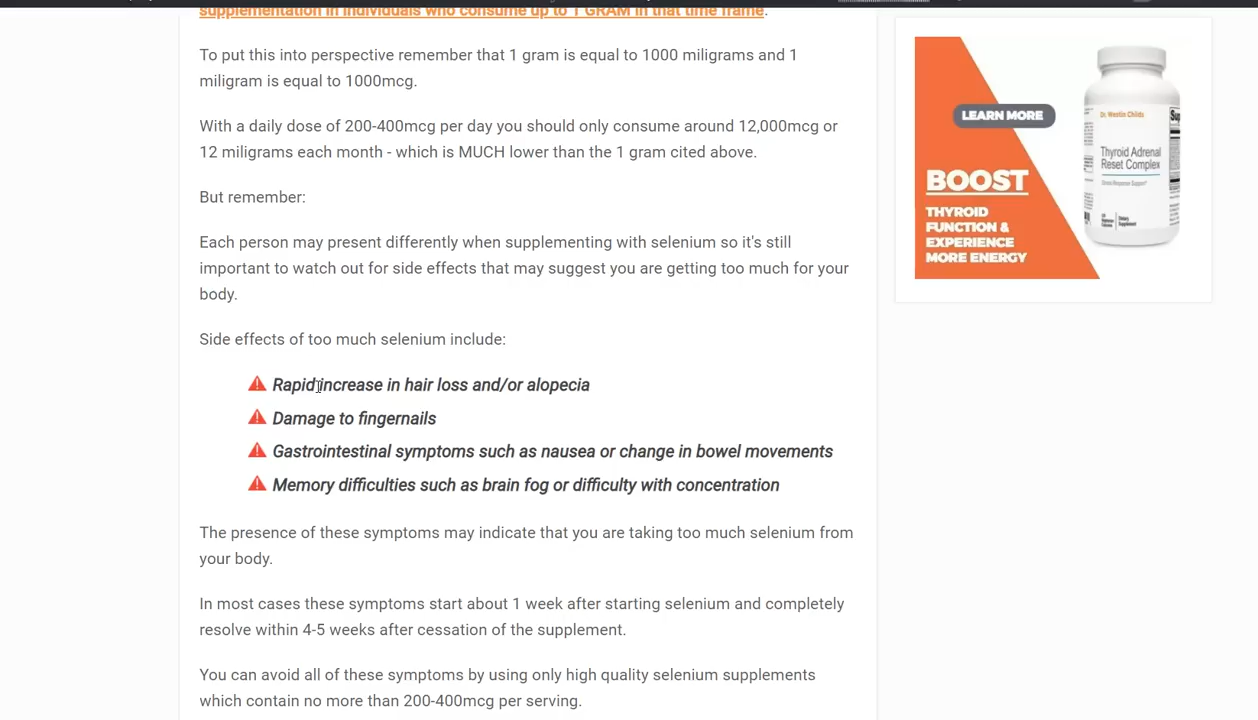 supplementation in individuals who consume up to 1 GRAM in that time frame.
To put this into perspective remember that 1 gram is equal to 1000 miligrams and 1
miligram is equal to 1000mcg.
With a daily dose of 200-400mcg per day you should only consume around 12,000mcg or
12 miligrams each month - which is MUCH lower than the 1 gram cited above.
But remember:
Each person may present differently when supplementing with selenium so it's still
important to watch out for side effects that may suggest you are getting too much for your
body.
Side effects of too much selenium include:
Rapid increase in hair loss and/or alopecia
Damage to fingernails
Gastrointestinal symptoms such as nausea or change in bowel movements
Memory difficulties such as brain fog or difficulty with concentration
The presence of these symptoms may indicate that you are taking too much selenium from
your body.
In most cases these symptoms start about 1 week after starting selenium and completely
resolve within 4-5 weeks after cessation of the supplement.
You can avoid all of these symptoms by using only high quality selenium supplements
which contain no more than 200-400mcg per serving.
LEARN MORE
BOOST
THYROID
FUNCTION &
EXPERIENCE
MORE ENERGY
Dr. Westin Childs
Thyroid Adrenal
Reset Complex